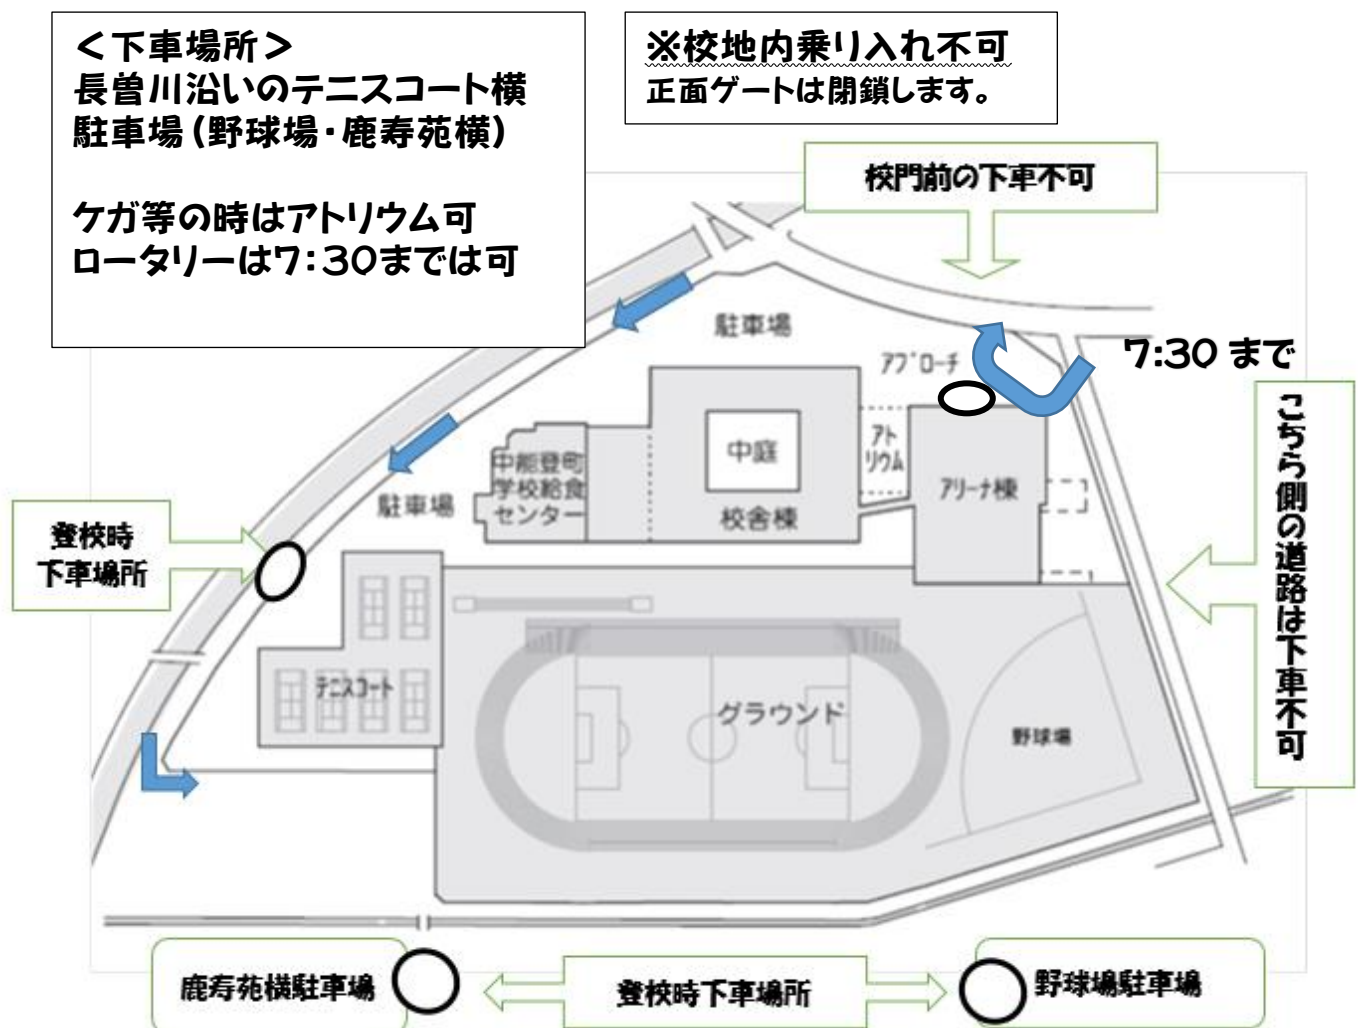 ＜下車場所＞
長曽川沿いのテニスコート横
駐車場（野球場・鹿寿苑横）
ケガ等の時はアトリウム可
ロータリーは7：30までは可
※校地内乗り入れ不可
正面ゲートは閉鎖します。
校門前の下車不可
駐車場
アプローチ
7:30 まで
こちら側の道路は下車不可
中庭
アト
リウム
アリーナ棟
中能登町
学校給食
センター
校舎棟
駐車場
登校時
下車場所
テニスコート
グラウンド
野球場
鹿寿苑横駐車場
登校時下車場所
野球場駐車場